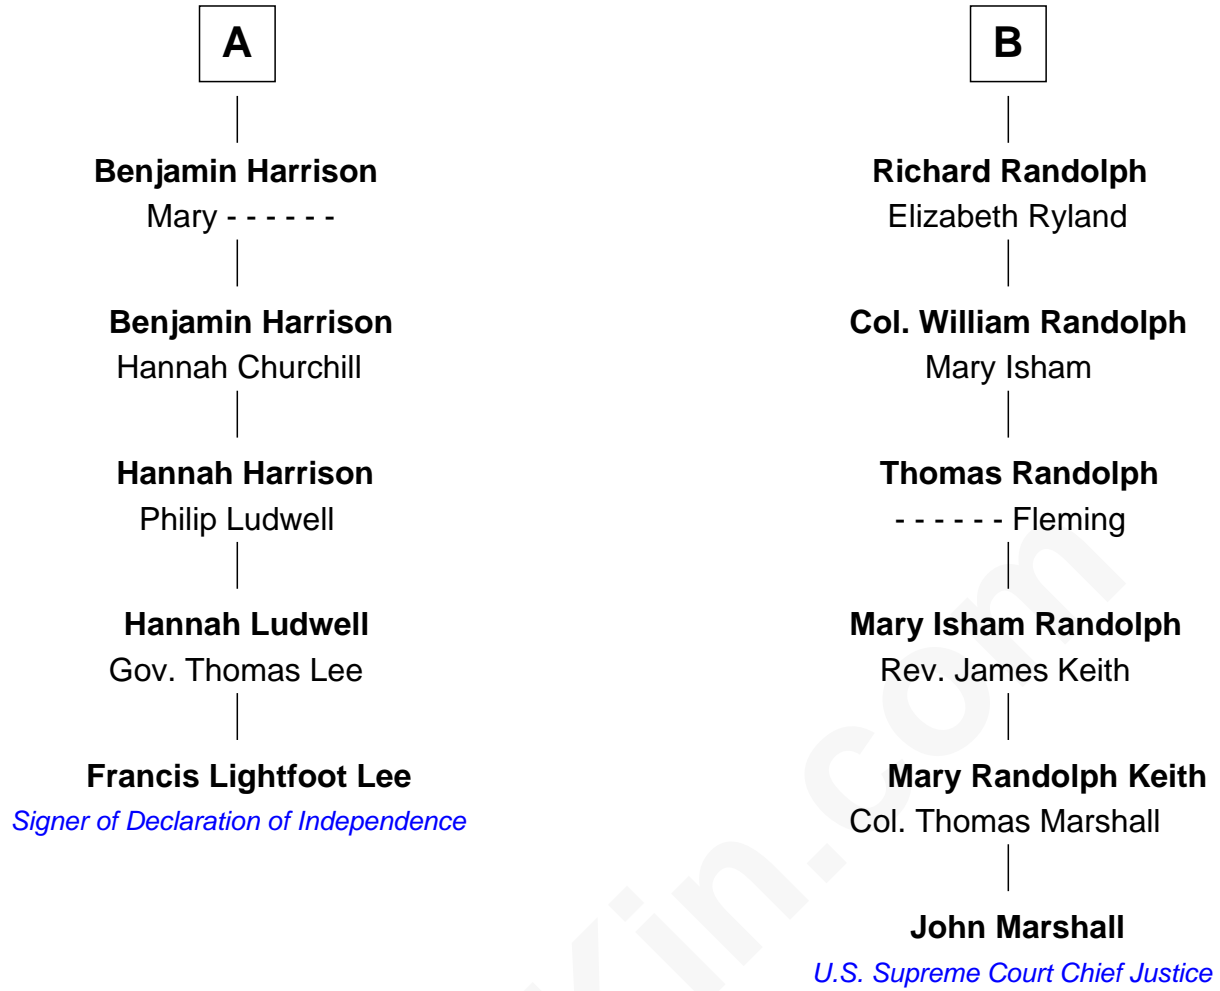 A
Benjamin Harrison
Mary - - - - - -
Benjamin Harrison
Hannah Churchill
Hannah Harrison
Philip Ludwell
Hannah Ludwell
Gov. Thomas Lee
Francis Lightfoot Lee
Signer of Declaration of Independence
B
Richard Randolph
Elizabeth Ryland
Col. William Randolph
Mary Isham
Thomas Randolph
- - - - - - Fleming
Mary Isham Randolph
Rev. James Keith
Mary Randolph Keith
Col. Thomas Marshall
John Marshall
U.S. Supreme Court Chief Justice